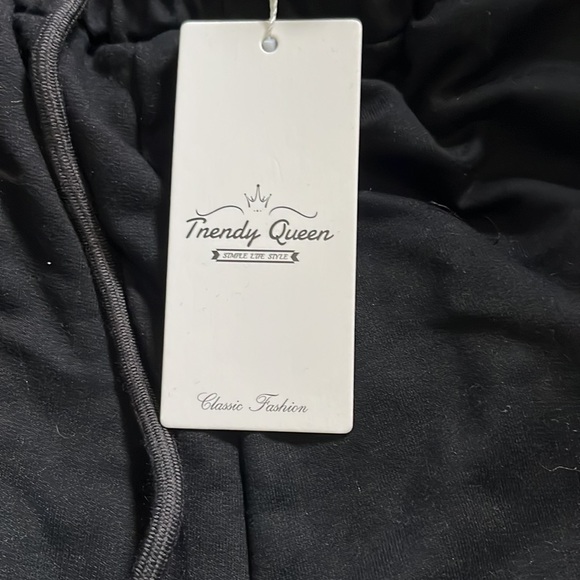 Trendy Queen
SIMPLE LIFE STYLE
Classic Fashion